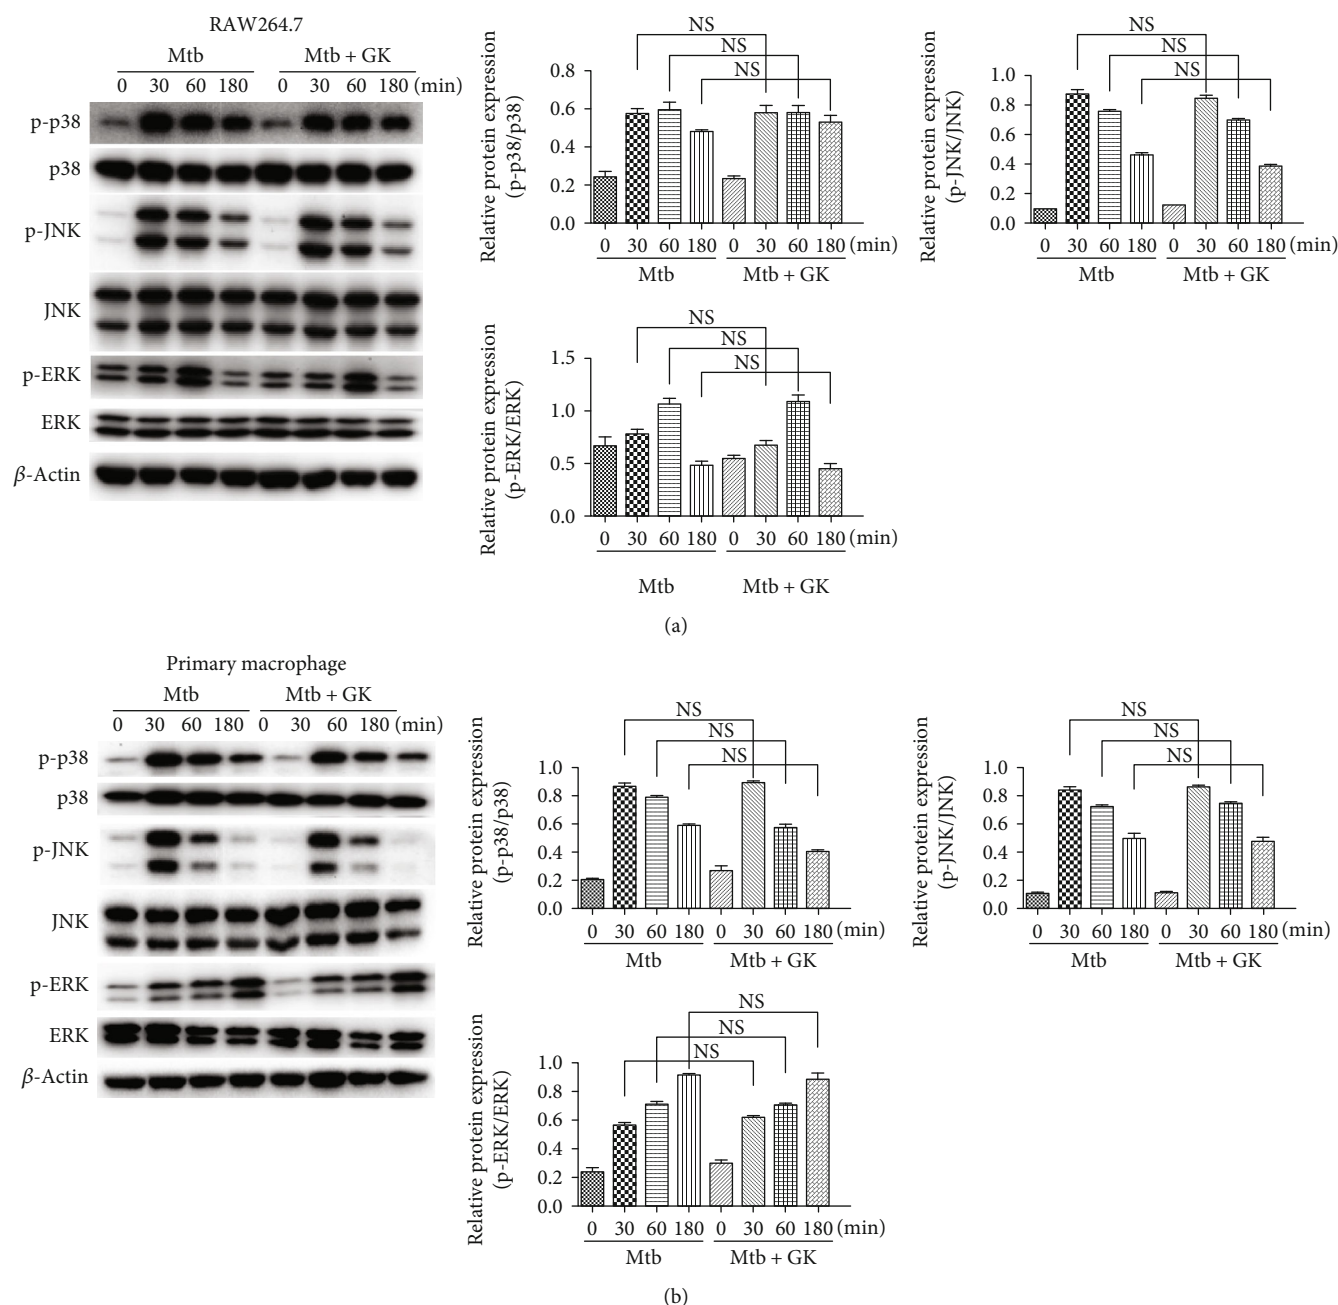 RAW264.7
Mtb Mtb + GK
0 30 60 180 0 30 60 180 (min)
p-p38
p38
p-JNK
JNK
p-ERK
ERK
β-Actin
NS
NS
NS
Relative protein expression
(p-p38/p38)
0.8
0.6
0.4
0.2
0.0
0 30 60 180 0 30 60 180 (min)
Mtb Mtb + GK
NS
NS
NS
Relative protein expression
(p-JNK/JNK)
1.0
0.8
0.6
0.4
0.2
0.0
0 30 60 180 0 30 60 180 (min)
Mtb Mtb + GK
NS
NS
NS
Relative protein expression
(p-ERK/ERK)
1.5
1.0
0.5
0.0
0 30 60 180 0 30 60 180 (min)
Mtb Mtb + GK
(a)
Primary macrophage
Mtb Mtb + GK
0 30 60 180 0 30 60 180 (min)
p-p38
p38
p-JNK
JNK
p-ERK
ERK
β-Actin
NS
NS
NS
Relative protein expression
(p-p38/p38)
1.0
0.8
0.6
0.4
0.2
0.0
0 30 60 180 0 30 60 180 (min)
Mtb Mtb + GK
NS
NS
NS
Relative protein expression
(p-JNK/JNK)
1.0
0.8
0.6
0.4
0.2
0.0
0 30 60 180 0 30 60 180 (min)
Mtb Mtb + GK
NS
NS
NS
Relative protein expression
(p-ERK/ERK)
1.0
0.8
0.6
0.4
0.2
0.0
0 30 60 180 0 30 60 180 (min)
Mtb Mtb + GK
(b)